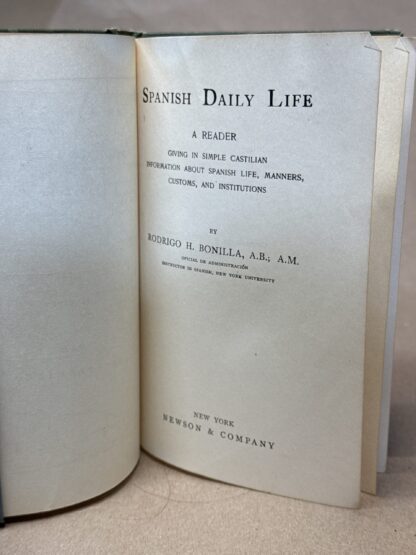 SPANISH DAILY LIFE
A READER
GIVING IN SIMPLE CASTILIAN
INFORMATION ABOUT SPANISH LIFE, MANNERS,
CUSTOMS, AND INSTITUTIONS
BY
RODRIGO H. BONILLA, A.B.; A.M.
OFICIAL DE ADMINISTRACIÓN
INSTRUCTOR IN SPANISH, NEW YORK UNIVERSITY
NEW YORK
NEWSON & COMPANY